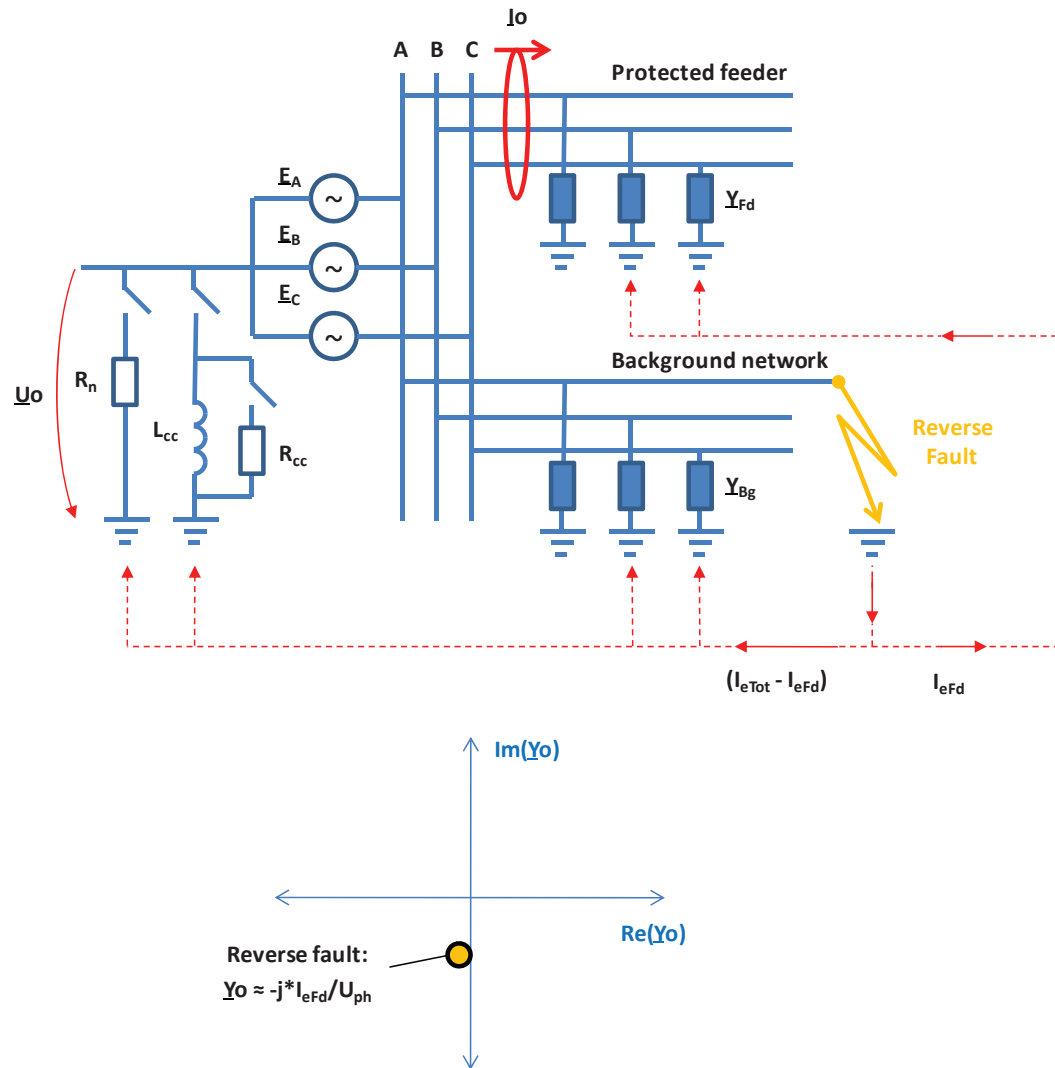 Io
A B C
Protected feeder
EA
~
YFd
EB
~
EC
~
Background network
Rn
Uo
Lcc
Rcc
Reverse
Fault
YBg
(IeTot - IeFd)
IeFd
Im(Yo)
Re(Yo)
Reverse fault:
Yo ≈ -j*IeFd/Uph